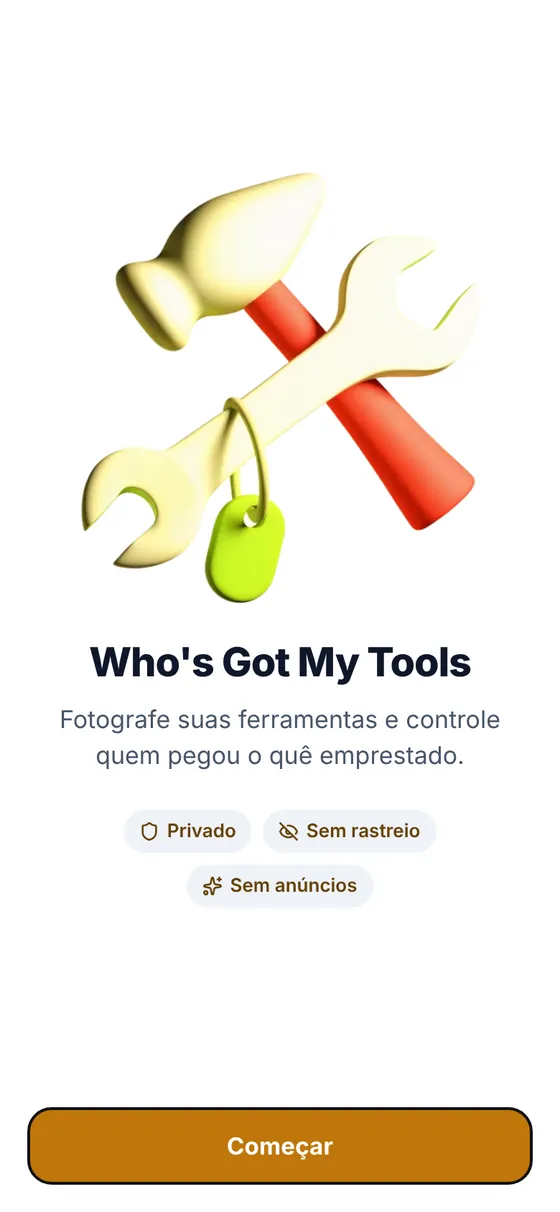 Who's Got My Tools
Fotografe suas ferramentas e controle
quem pegou o quê emprestado.
Privado
Sem rastreio
Sem anúncios
Começar